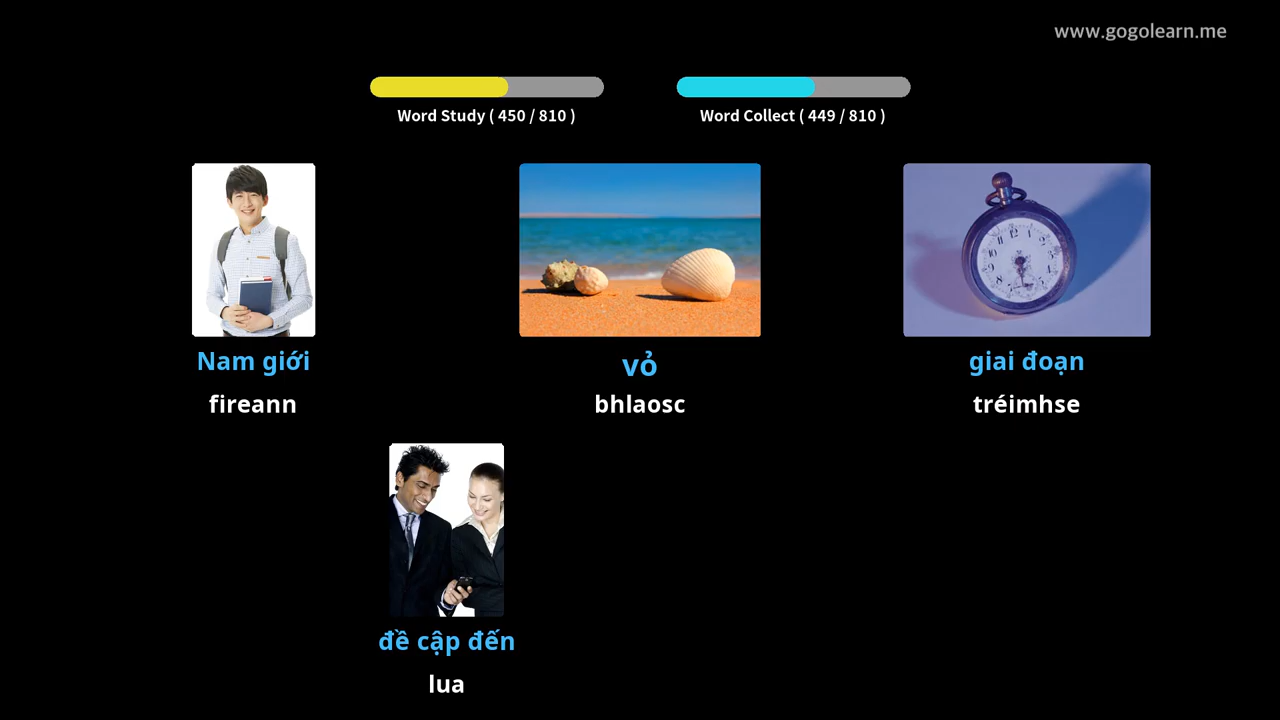 www.gogolearn.me
Word Study ( 450 / 810 )
Word Collect ( 449 / 810 )
Nam giới
fireann
vỏ
bhlaosc
giai đoạn
tréimhse
đề cập đến
lua